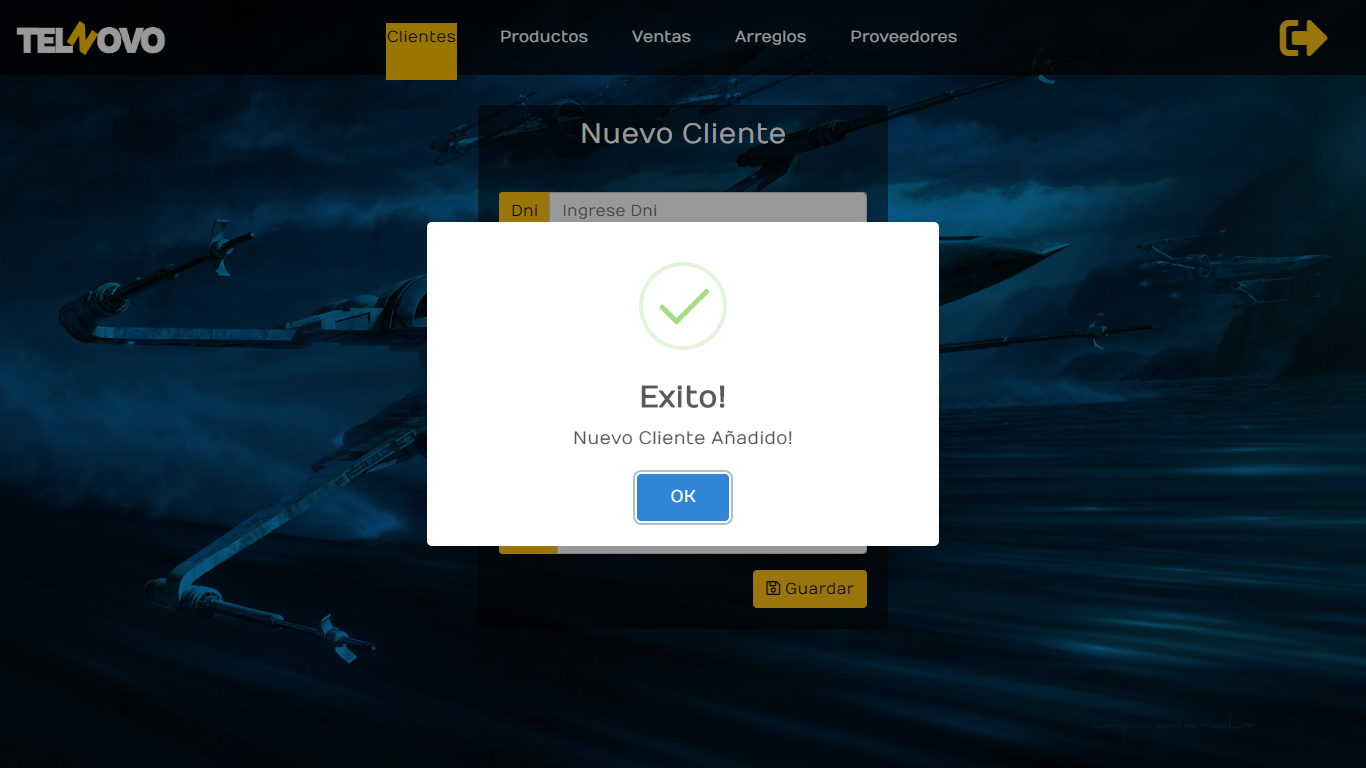 TELNOVO
Clientes Productos Ventas Arreglos Proveedores
Nuevo Cliente
Dni Ingrese Dni
Exito!
Nuevo Cliente Añadido!
OK
Guardar